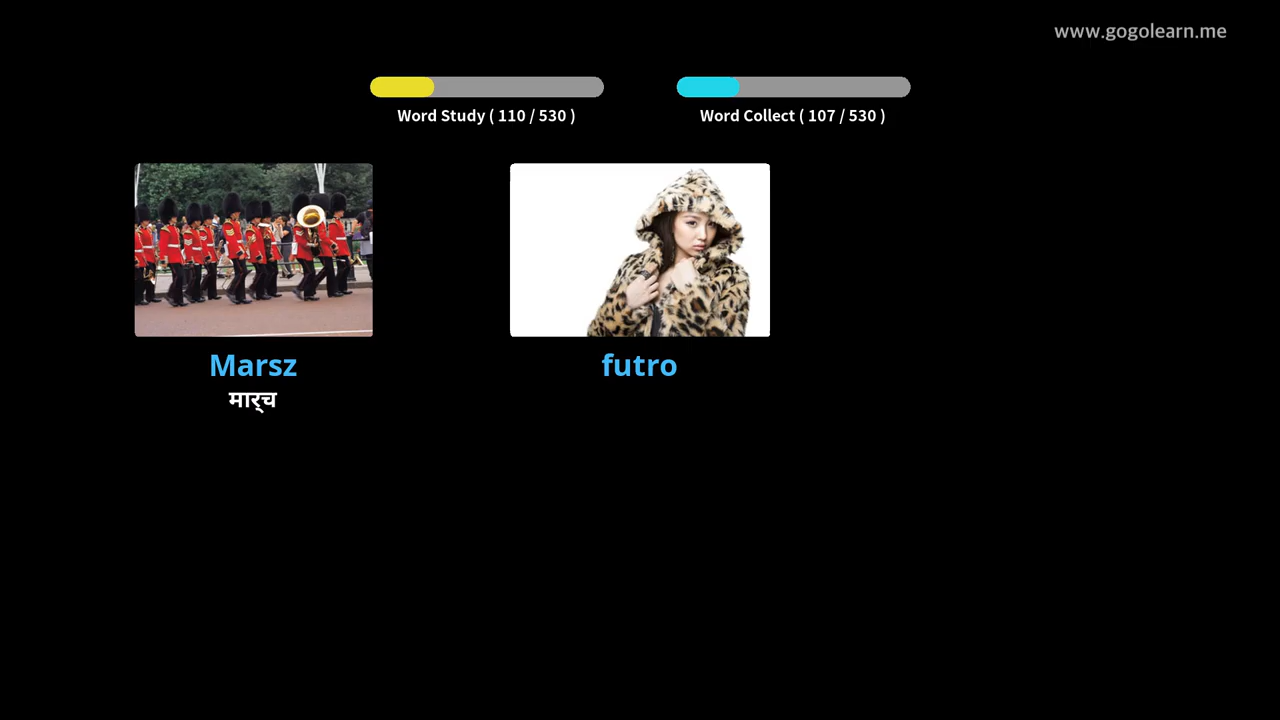 www.gogolearn.me
Word Study ( 110 / 530 )
Word Collect ( 107 / 530 )
Marsz
मार्च
futro